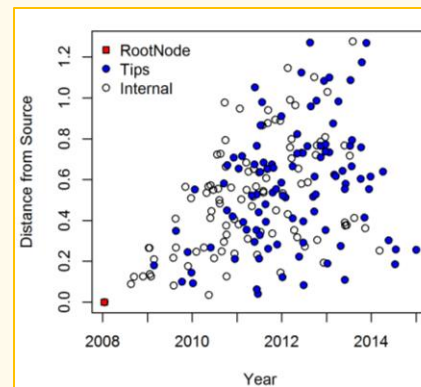 RootNode
Tips
Internal
Distance from Source
0.0 0.2 0.4 0.6 0.8 1.0 1.2
2008 2010 2012 2014
Year